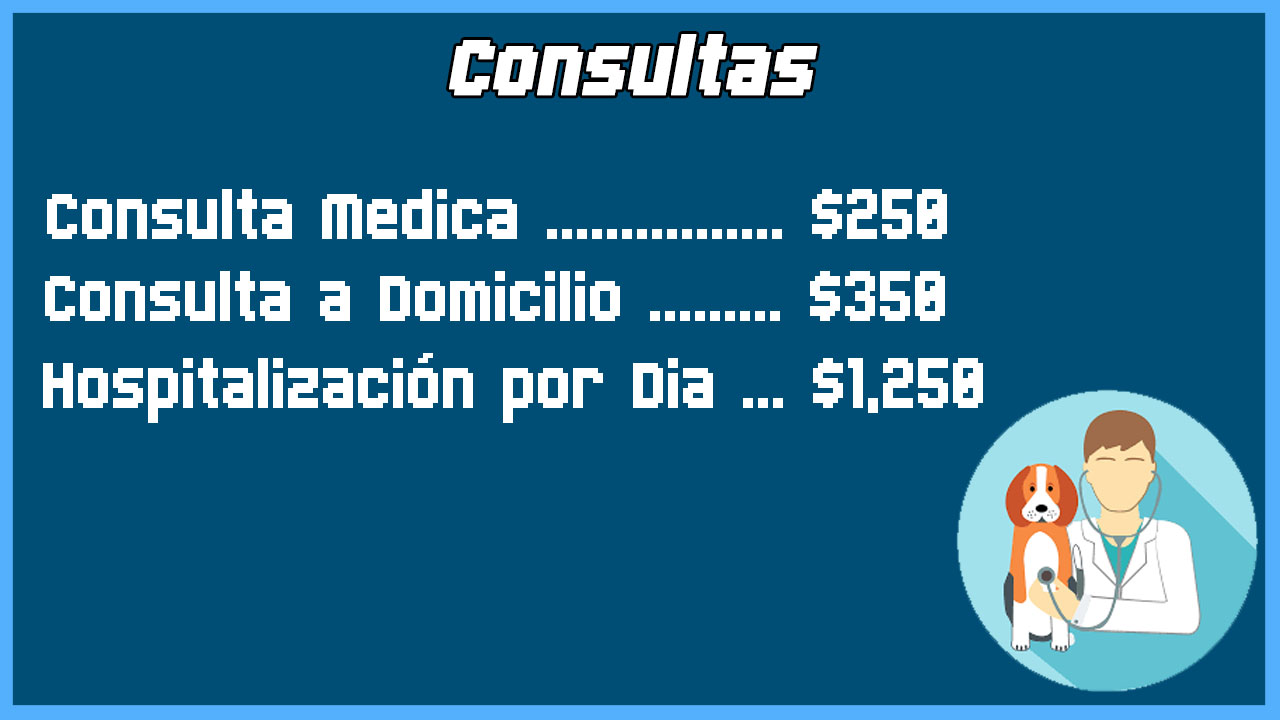 Consultas
Consulta Medica ................ $250
Consulta a Domicilio ......... $350
Hospitalización por Dia ... $1,250